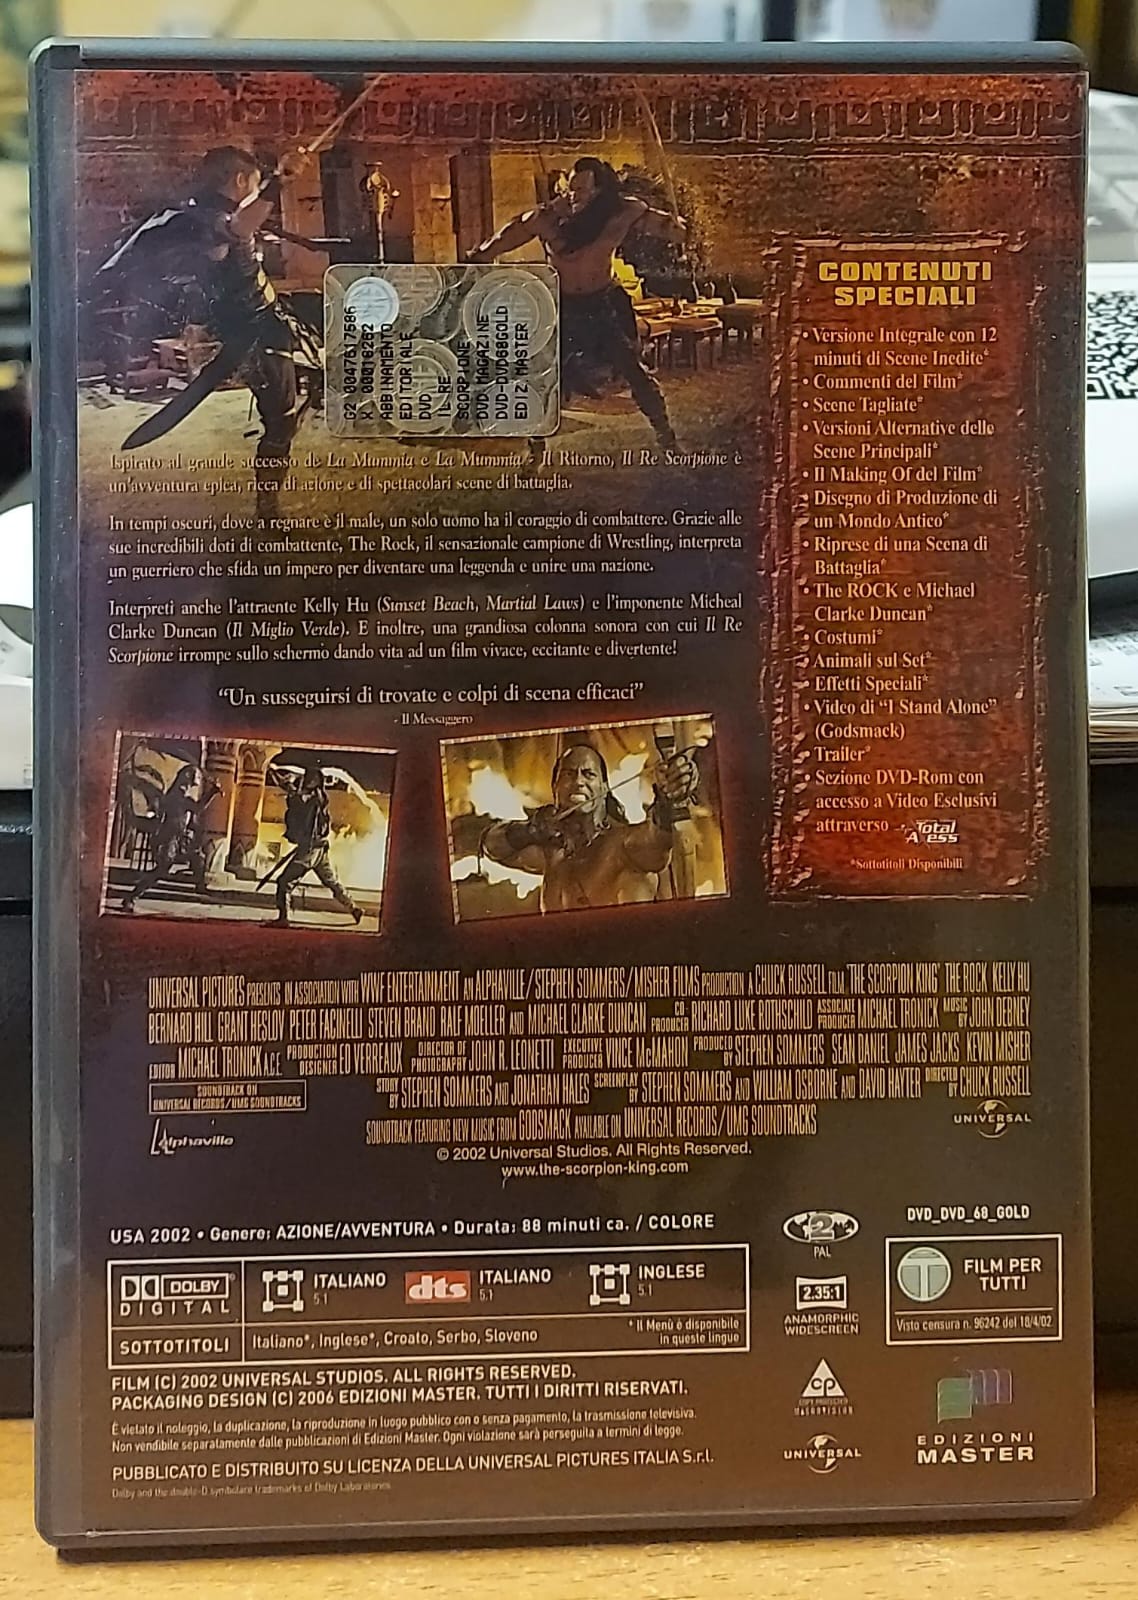 G2 0047617586
X 00018262
ABBINAMENTO
EDITORIALE
DVD
IL RE
SCORPIONE
DVD MAGAZINE
DVD-DVD68GOLD
EDIZ.MASTER
Ispirato al grande successo de La Mummia e La Mummia - Il Ritorno, Il Re Scorpione è
un'avventura epica, ricca di azione e di spettacolari scene di battaglia.
In tempi oscuri, dove a regnare è il male, un solo uomo ha il coraggio di combattere. Grazie alle
sue incredibili doti di combattente, The Rock, il sensazionale campione di Wrestling, interpreta
un guerriero che sfida un impero per diventare una leggenda e unire una nazione.
Interpreti anche l'attraente Kelly Hu (Sunset Beach, Martial Laws) e l'imponente Micheal
Clarke Duncan (Il Miglio Verde). E inoltre, una grandiosa colonna sonora con cui Il Re
Scorpione irrompe sullo schermo dando vita ad un film vivace, eccitante e divertente!
“Un susseguirsi di trovate e colpi di scena efficaci”
- Il Messaggero
CONTENUTI
SPECIALI
• Versione Integrale con 12
minuti di Scene Inedite*
• Commenti del Film*
• Scene Tagliate*
• Versioni Alternative delle
Scene Principali*
• Il Making Of del Film*
• Disegno di Produzione di
un Mondo Antico*
• Riprese di una Scena di
Battaglia*
• The ROCK e Michael
Clarke Duncan*
• Costumi*
• Animali sul Set*
• Effetti Speciali*
• Video di “I Stand Alone”
(Godsmack)
• Trailer*
• Sezione DVD-Rom con
accesso a Video Esclusivi
attraverso Total Axess
*Sottotitoli Disponibili
UNIVERSAL PICTURES PRESENTS IN ASSOCIATION WITH WWF ENTERTAINMENT AN ALPHAVILLE/STEPHEN SOMMERS/MISHER FILMS PRODUCTION A CHUCK RUSSELL FILM "THE SCORPION KING" THE ROCK KELLY HU
BERNARD HILL GRANT HESLOV PETER FACINELLI STEVEN BRAND RALF MOELLER AND MICHAEL CLARKE DUNCAN CO PRODUCER RICHARD LUKE ROTHSCHILD ASSOCIATE PRODUCER MICHAEL TRONICK MUSIC BY JOHN DEBNEY
EDITOR MICHAEL TRONICK A.C.E. PRODUCTION DESIGNER ED VERREAUX DIRECTOR OF PHOTOGRAPHY JOHN R. LEONETTI EXECUTIVE PRODUCER VINCE McMAHON PRODUCED BY STEPHEN SOMMERS SEAN DANIEL JAMES JACKS KEVIN MISHER
STORY BY STEPHEN SOMMERS AND JONATHAN HALES SCREENPLAY BY STEPHEN SOMMERS AND WILLIAM OSBORNE AND DAVID HAYTER DIRECTED BY CHUCK RUSSELL
SOUNDTRACK ON
UNIVERSAL RECORDS/UMG SOUNDTRACKS
SOUNDTRACK FEATURING NEW MUSIC FROM GODSMACK AVAILABLE ON UNIVERSAL RECORDS/UMG SOUNDTRACKS
Alphaville
UNIVERSAL
© 2002 Universal Studios. All Rights Reserved.
www.the-scorpion-king.com
USA 2002 • Genere: AZIONE/AVVENTURA • Durata: 88 minuti ca. / COLORE
DOLBY
DIGITAL
ITALIANO
5.1
dts
ITALIANO
5.1
INGLESE
5.1
SOTTOTITOLI
Italiano*, Inglese*, Croato, Serbo, Sloveno
* Il Menù è disponibile
in queste lingue
2
PAL
2.35:1
ANAMORPHIC
WIDESCREEN
DVD_DVD_68_GOLD
T
FILM PER
TUTTI
Visto censura n. 96242 del 18/4/02
FILM (C) 2002 UNIVERSAL STUDIOS. ALL RIGHTS RESERVED.
PACKAGING DESIGN (C) 2006 EDIZIONI MASTER. TUTTI I DIRITTI RISERVATI.
È vietato il noleggio, la duplicazione, la riproduzione in luogo pubblico con o senza pagamento, la trasmissione televisiva.
Non vendibile separatamente dalle pubblicazioni di Edizioni Master. Ogni violazione sarà perseguita a termini di legge.
PUBBLICATO E DISTRIBUITO SU LICENZA DELLA UNIVERSAL PICTURES ITALIA S.r.l.
Dolby and the double-D symbol are trademarks of Dolby Laboratories
CP
COPY PROTECTED
MACROVISION
UNIVERSAL
EDIZIONI
MASTER